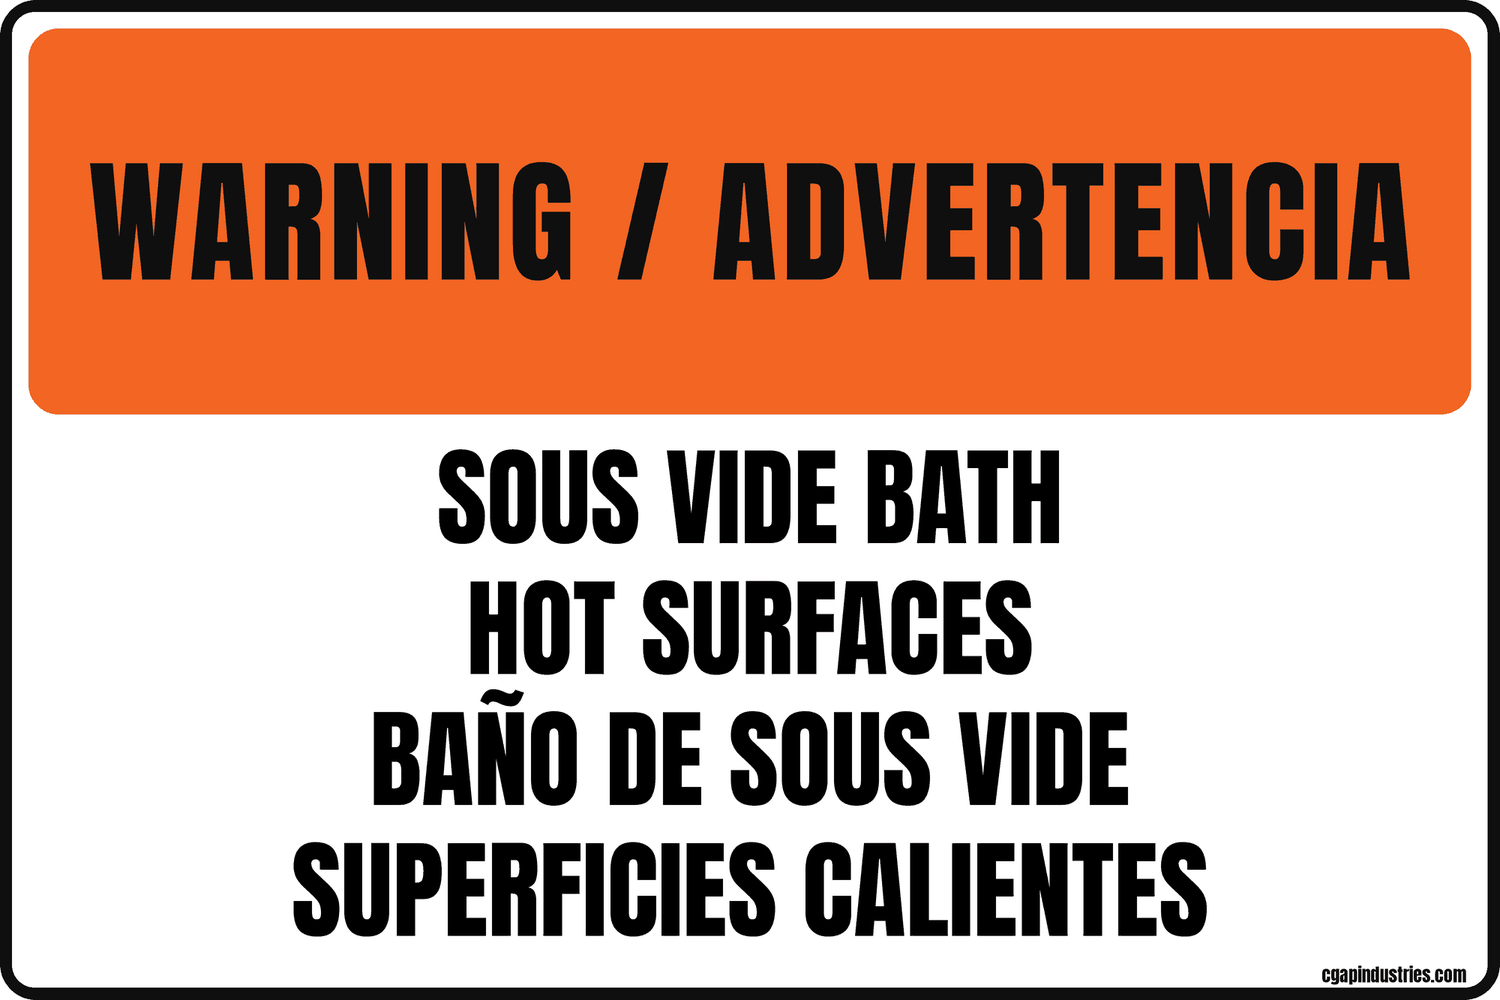 WARNING / ADVERTENCIA
SOUS VIDE BATH
HOT SURFACES
BAÑO DE SOUS VIDE
SUPERFICIES CALIENTES
cgapindustries.com